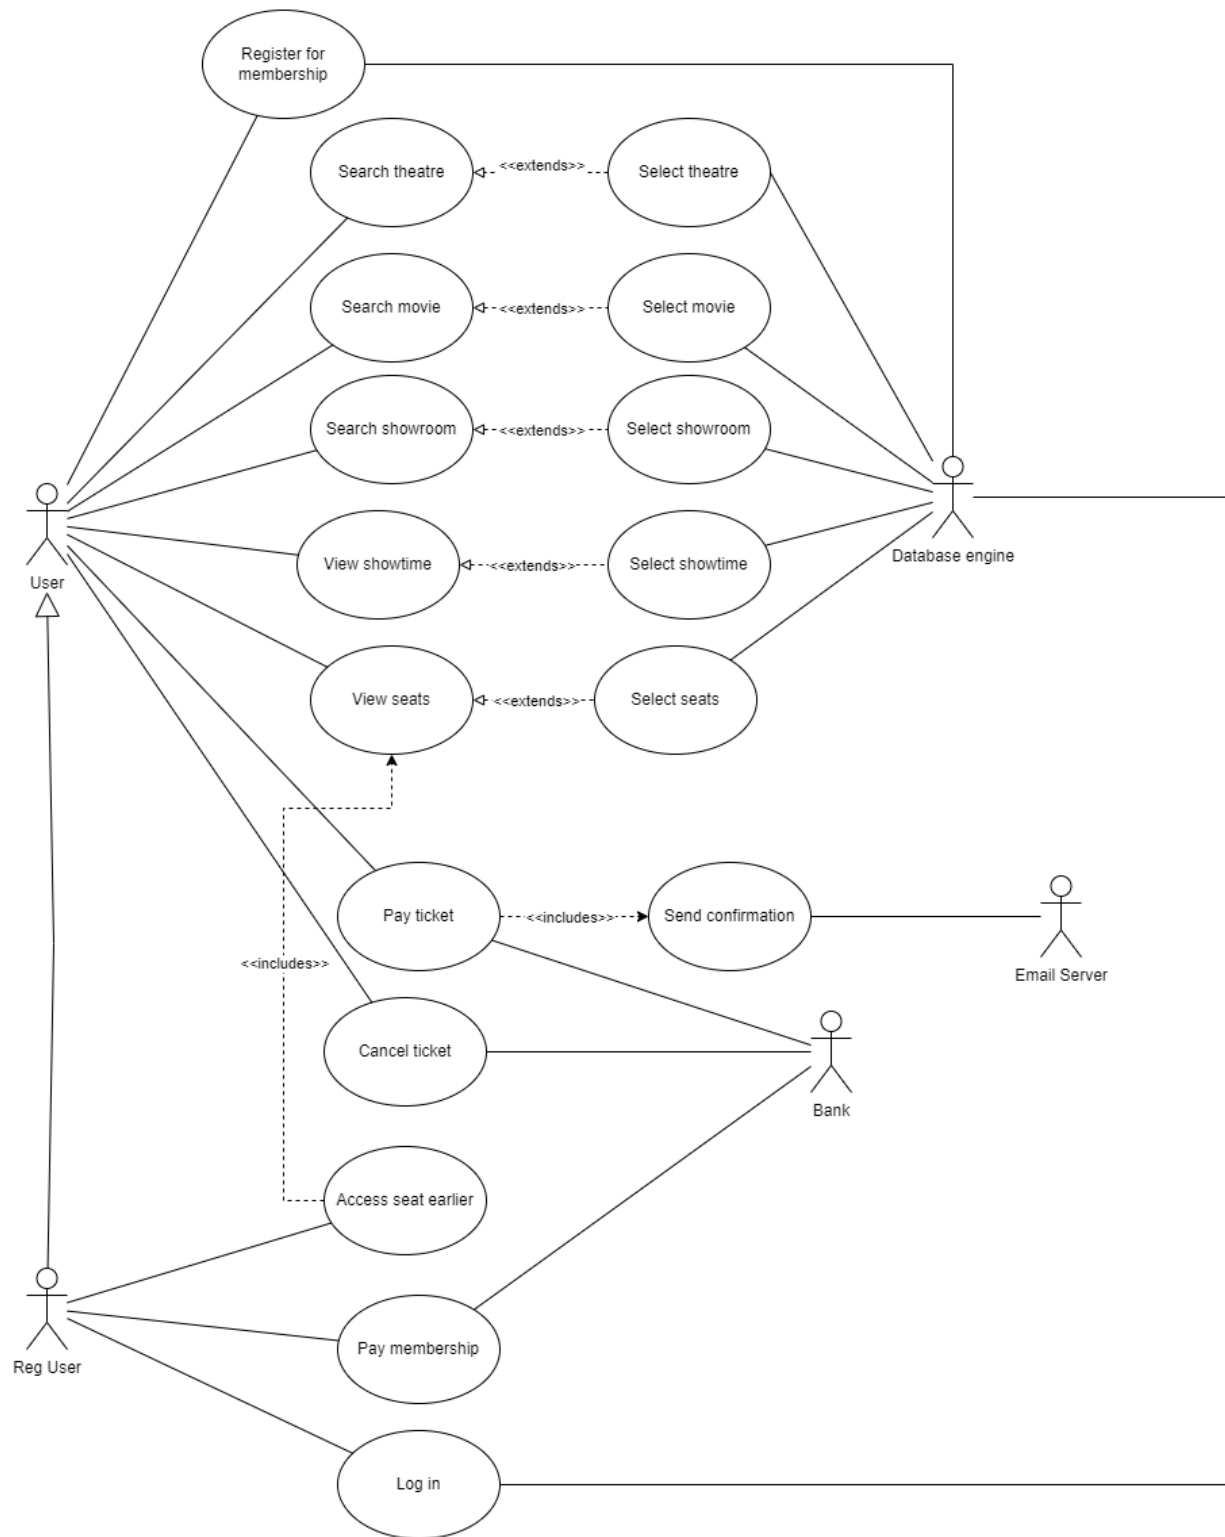 Register for
membership
Search theatre
<<extends>>
Select theatre
Search movie
<<extends>>
Select movie
Search showroom
<<extends>>
Select showroom
User
View showtime
<<extends>>
Select showtime
Database engine
View seats
<<extends>>
Select seats
Pay ticket
<<includes>>
Send confirmation
Email Server
<<includes>>
Cancel ticket
Bank
Access seat earlier
Reg User
Pay membership
Log in